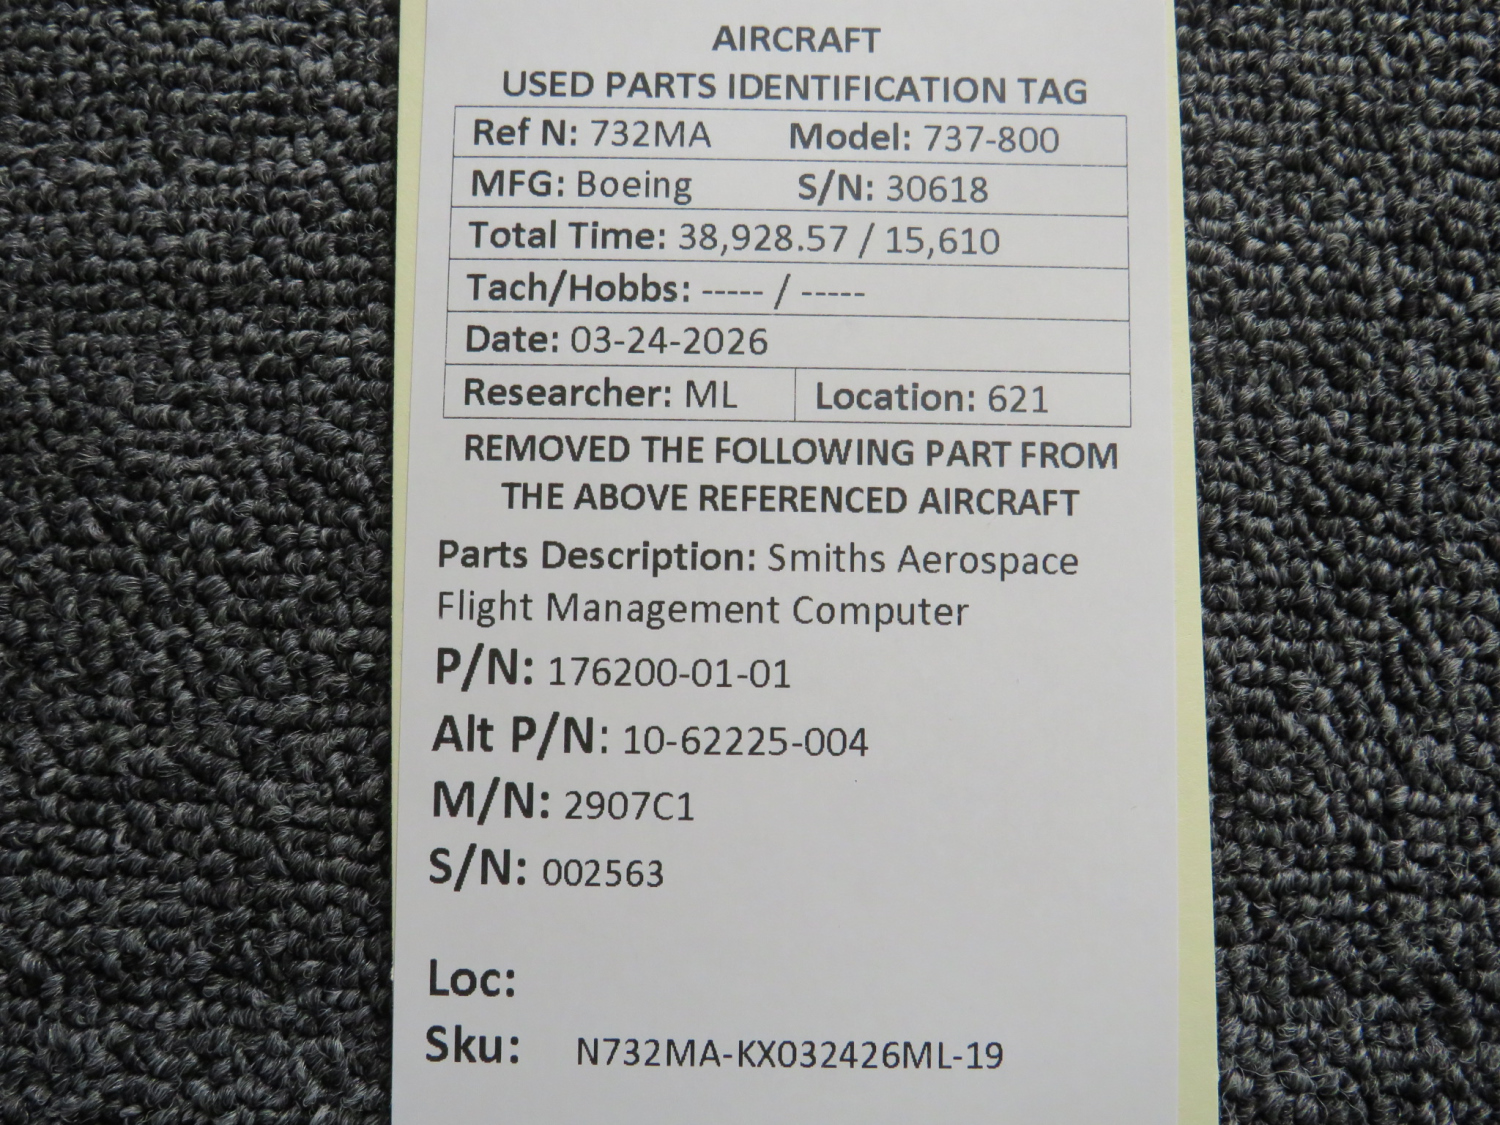 AIRCRAFT
USED PARTS IDENTIFICATION TAG
Ref N: 732MA Model: 737-800
MFG: Boeing S/N: 30618
Total Time: 38,928.57 / 15,610
Tach/Hobbs: ----- / -----
Date: 03-24-2026
Researcher: ML Location: 621
REMOVED THE FOLLOWING PART FROM
THE ABOVE REFERENCED AIRCRAFT
Parts Description: Smiths Aerospace
Flight Management Computer
P/N: 176200-01-01
Alt P/N: 10-62225-004
M/N: 2907C1
S/N: 002563
Loc:
Sku: N732MA-KX032426ML-19